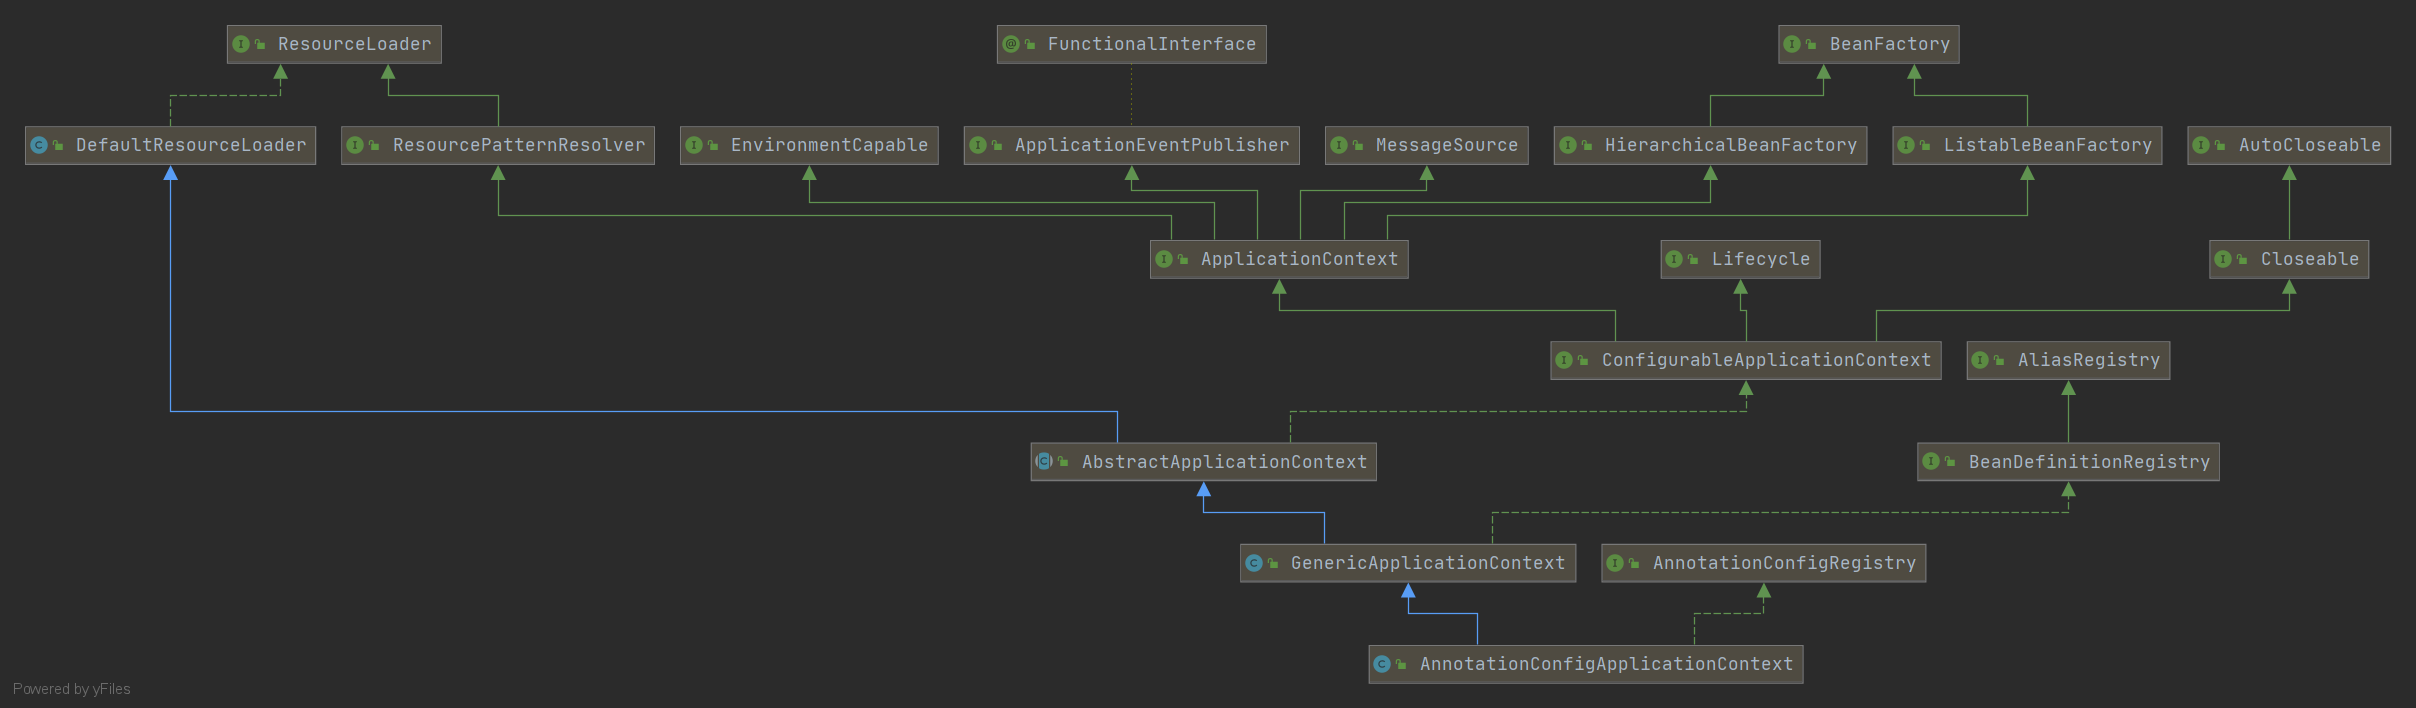 ResourceLoader
FunctionalInterface
BeanFactory
DefaultResourceLoader
ResourcePatternResolver
EnvironmentCapable
ApplicationEventPublisher
MessageSource
HierarchicalBeanFactory
ListableBeanFactory
AutoCloseable
ApplicationContext
Lifecycle
Closeable
ConfigurableApplicationContext
AliasRegistry
AbstractApplicationContext
BeanDefinitionRegistry
GenericApplicationContext
AnnotationConfigRegistry
AnnotationConfigApplicationContext
Powered by yFiles